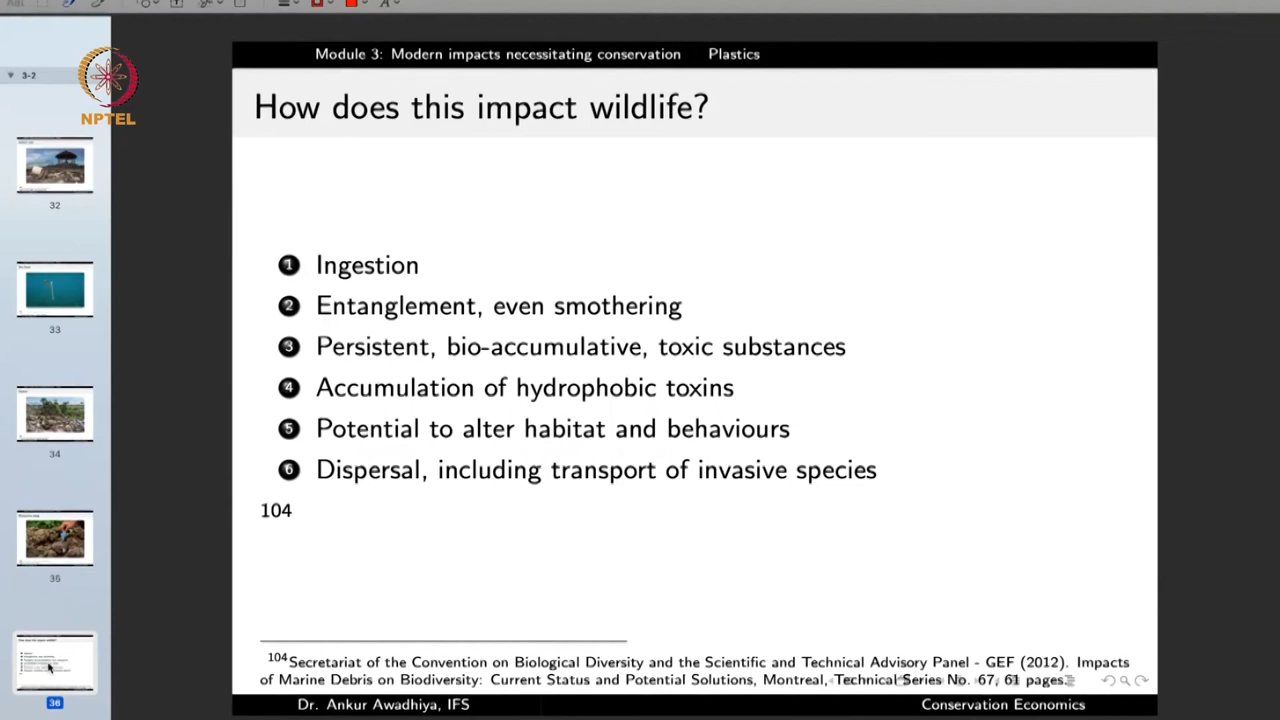 Module 3: Modern impacts necessitating conservation Plastics
3-2
NPTEL
How does this impact wildlife?
32
1 Ingestion
2 Entanglement, even smothering
33
3 Persistent, bio-accumulative, toxic substances
4 Accumulation of hydrophobic toxins
5 Potential to alter habitat and behaviours
34
6 Dispersal, including transport of invasive species
104
35
104 Secretariat of the Convention on Biological Diversity and the Scientific and Technical Advisory Panel - GEF (2012). Impacts
of Marine Debris on Biodiversity: Current Status and Potential Solutions, Montreal, Technical Series No. 67, 61 pages.
36
Dr. Ankur Awadhiya, IFS Conservation Economics